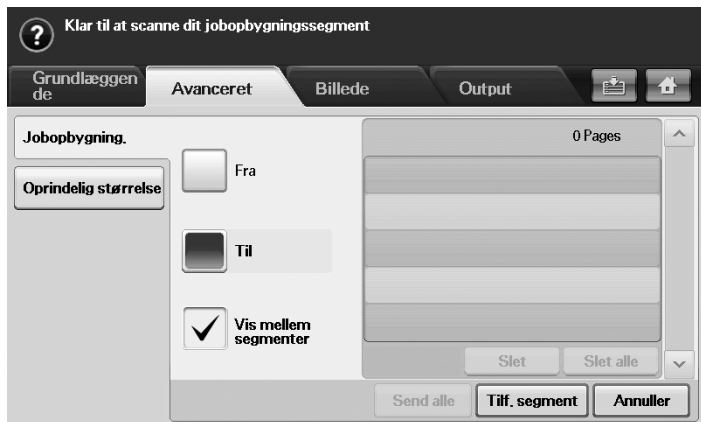 ?
Klar til at scanne dit jobopbygningssegment
Grundlæggen
de
Avanceret
Billede
Output
Jobopbygning.
0 Pages
Oprindelig størrelse
Fra
Til
Vis mellem
segmenter
Slet
Slet alle
Send alle
Tilf. segment
Annuller